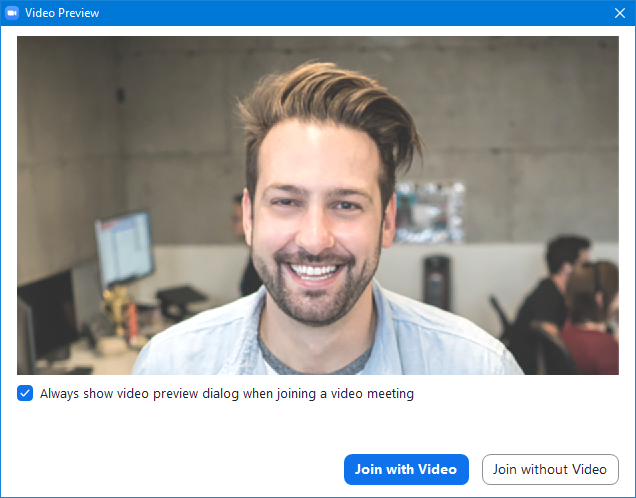 Video Preview
Always show video preview dialog when joining a video meeting
Join with Video
Join without Video